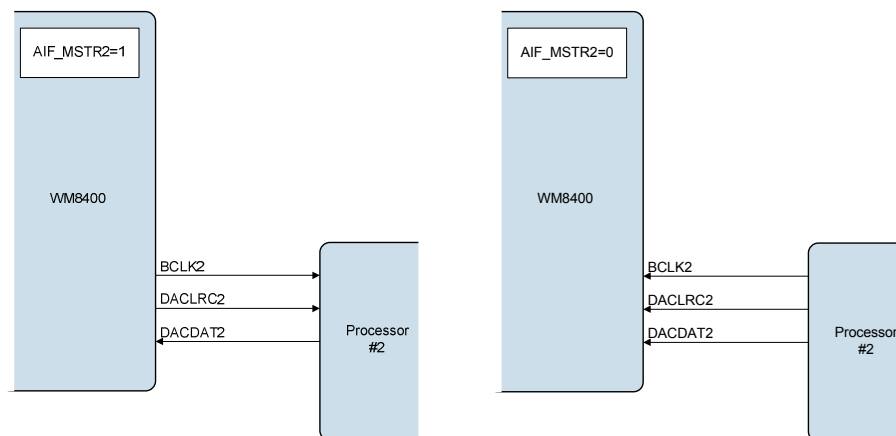 AIF_MSTR2=1
WM8400
BCLK2
DACLRC2
DACDAT2
Processor
#2
AIF_MSTR2=0
WM8400
BCLK2
DACLRC2
DACDAT2
Processor
#2